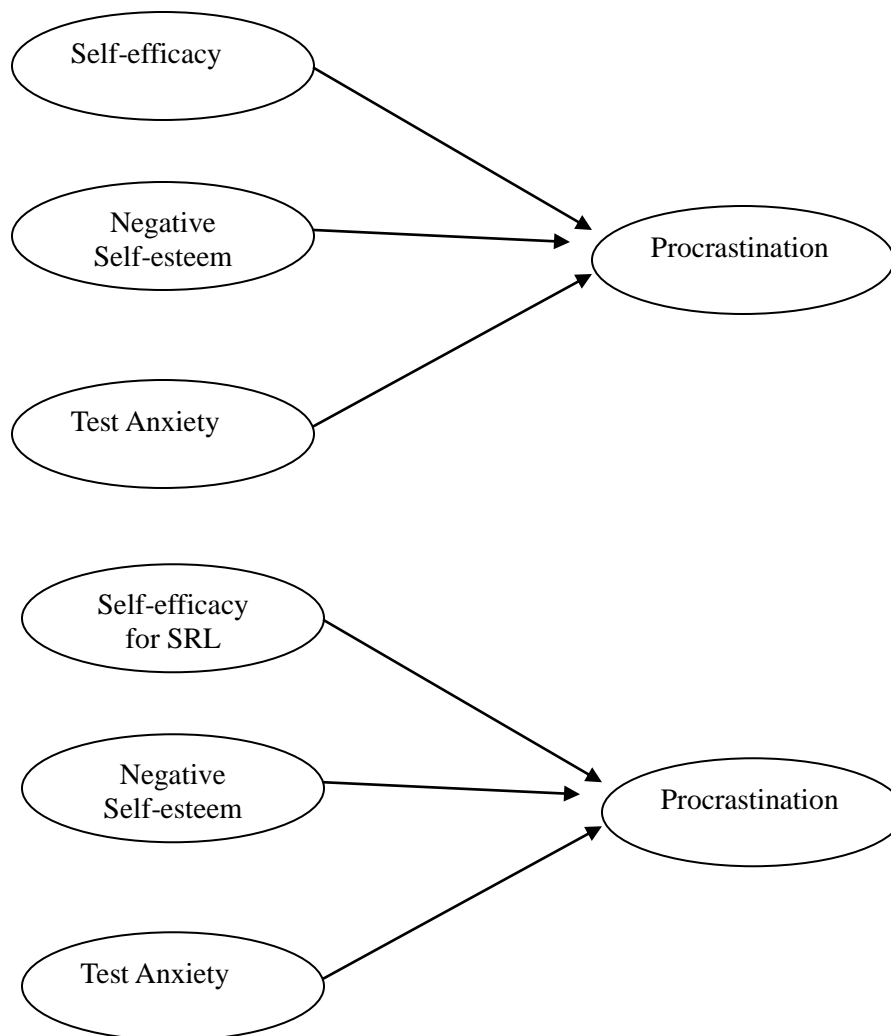 Self-efficacy
Negative
Self-esteem
Procrastination
Test Anxiety
Self-efficacy
for SRL
Negative
Self-esteem
Procrastination
Test Anxiety